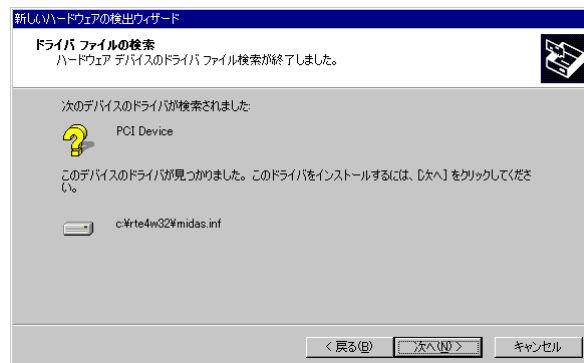 新しいハードウェアの検出ウィザード
ドライバ ファイルの検索
ハードウェア デバイスのドライバ ファイル検索が終了しました。
次のデバイスのドライバが検索されました:
PCI Device
このデバイスのドライバが見つかりました。このドライバをインストールするには、[次へ] をクリックしてくださ
い。
c:¥rte4w32¥midas.inf
< 戻る(B)
次へ(N) >
キャンセル